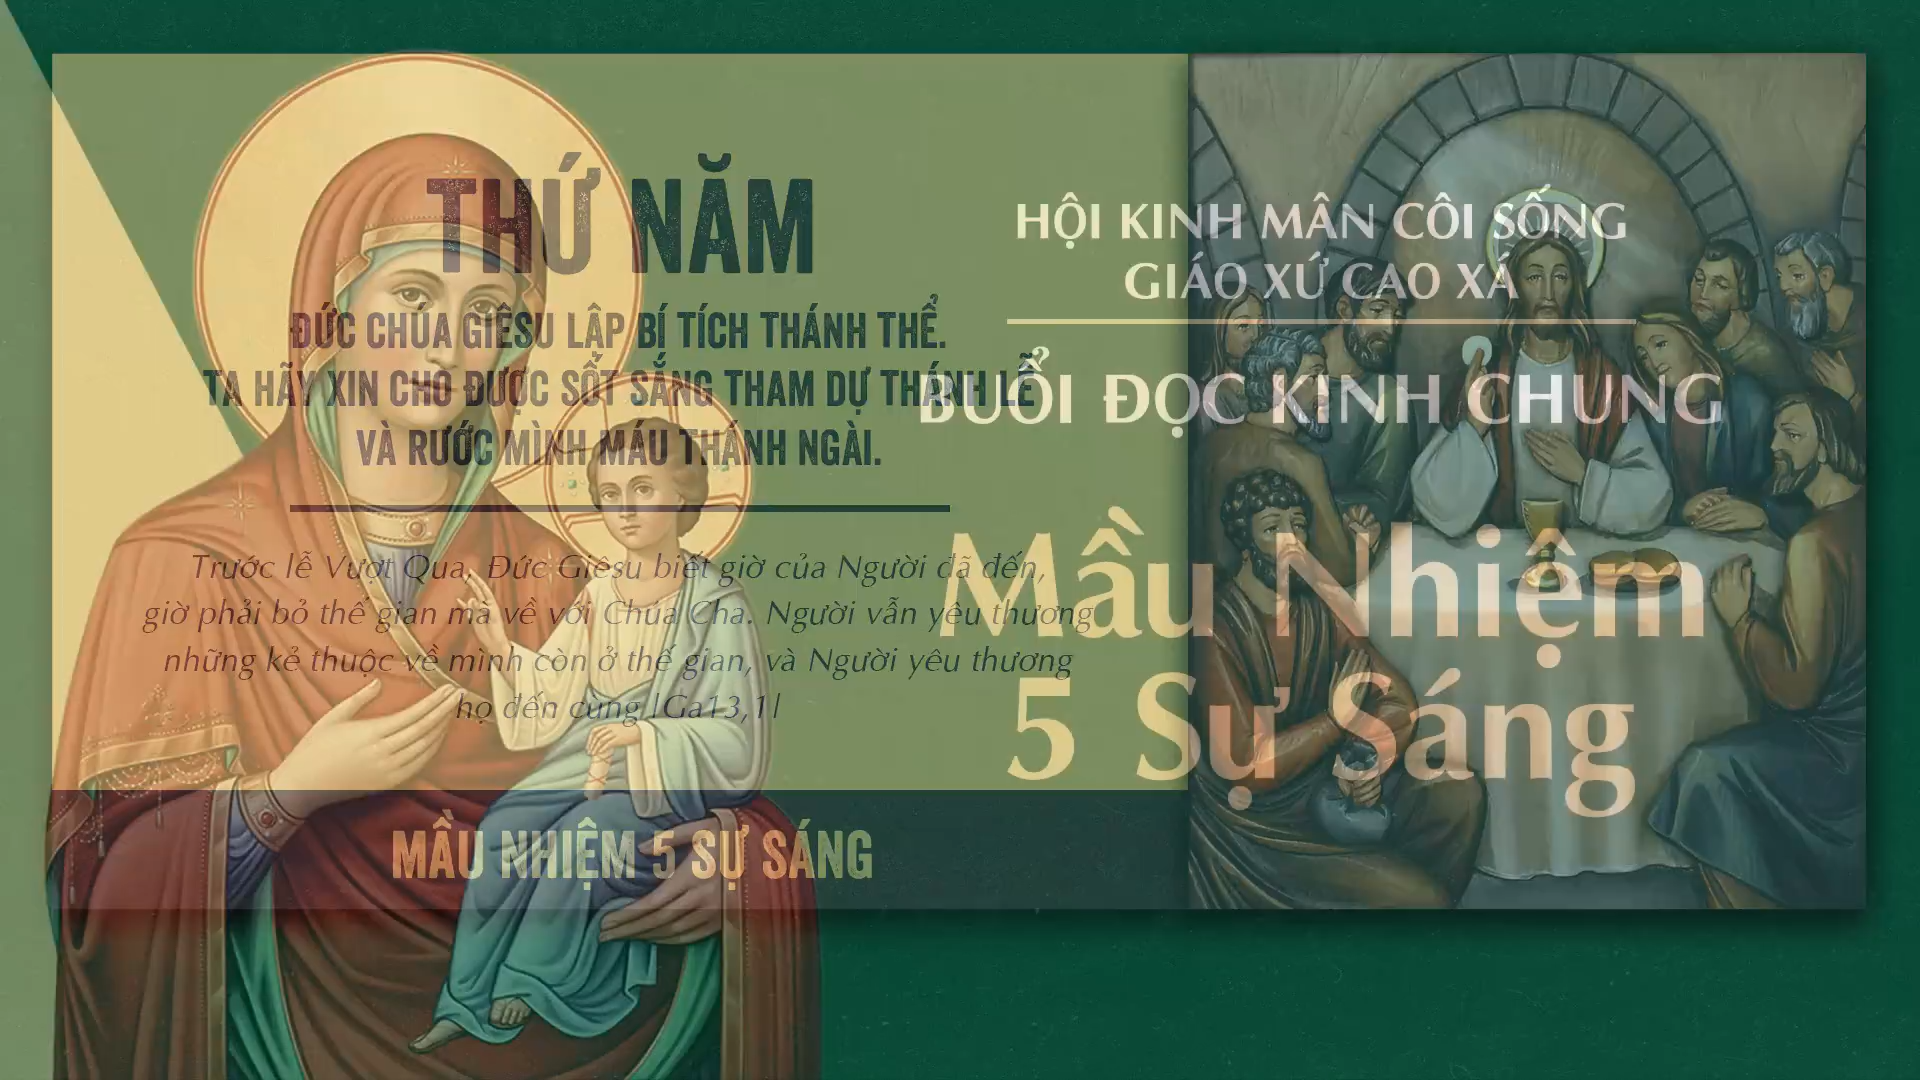 THỨ NĂM
ĐỨC CHÚA GIÊSU LẬP BÍ TÍCH THÁNH THỂ.
TA HÃY XIN CHO ĐƯỢC SỐT SẮNG THAM DỰ THÁNH LỄ
VÀ RƯỚC MÌNH MÁU THÁNH NGÀI.
Trước lễ Vượt Qua, Đức Giêsu biết giờ của Người đã đến,
giờ phải bỏ thế gian mà về với Chúa Cha. Người vẫn yêu thương
những kẻ thuộc về mình còn ở thế gian, và Người yêu thương
họ đến cùng |Ga13,1|
MẦU NHIỆM 5 SỰ SÁNG
HỘI KINH MÂN CÔI SỐNG
GIÁO XỨ CAO XÁ
BUỔI ĐỌC KINH CHUNG
Mầu Nhiệm
5 Sự Sáng